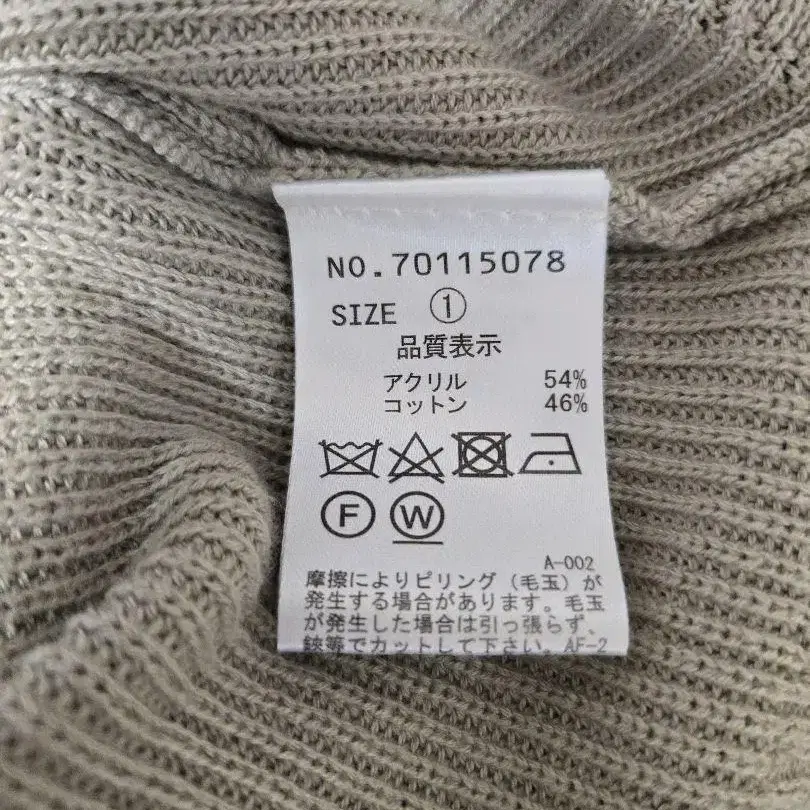 NO.70115078
SIZE ①
品質表示
アクリル 54%
コットン 46%
F W
A-002
摩擦によりピリング(毛玉)が
発生する場合があります。毛玉
が発生した場合は引っ張らず、
鋏等でカットして下さい。AF-2